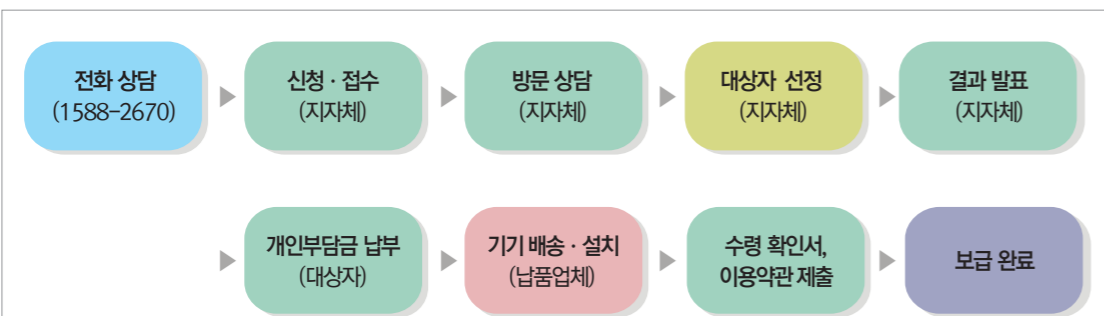 전화 상담
(1588-2670)
신청 · 접수
(지자체)
방문 상담
(지자체)
대상자 선정
(지자체)
결과 발표
(지자체)
개인부담금 납부
(대상자)
기기 배송 · 설치
(납품업체)
수령 확인서,
이용약관 제출
보급 완료